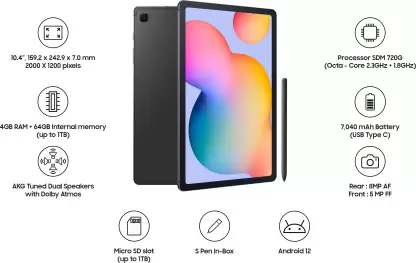 10.4", 159.2 x 242.9 x 7.0 mm
2000 X 1200 pixels
Processor SDM 720G
(Octa - Core 2.3GHz + 1.8GHz)
4GB RAM + 64GB Internal memory
(up to 1TB)
7,040 mAh Battery
(USB Type C)
AKG Tuned Dual Speakers
with Dolby Atmos
Rear : 8MP AF
Front : 5 MP FF
Micro SD slot
(up to 1TB)
S Pen In-Box
Android 12